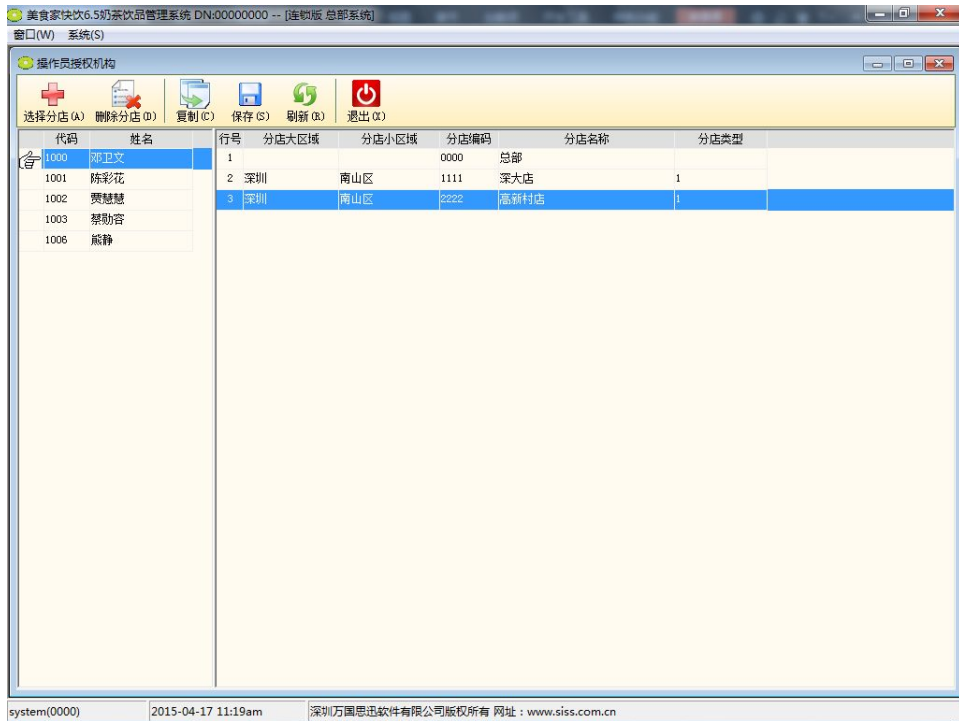 美食家快饮6.5奶茶饮品管理系统 DN:00000000 -- [连锁版 总部系统]
窗口(W) 系统(S)
操作员授权机构
选择分店(A) 删除分店(D) 复制(C) 保存(S) 刷新(R) 退出(X)
代码 姓名 行号 分店大区域 分店小区域 分店编码 分店名称 分店类型
1000 邓卫文 1 0000 总部
1001 陈彩花 2 深圳 南山区 1111 深大店 1
1002 贾慧慧 3 深圳 南山区 2222 高新村店 1
1003 蔡勋容
1006 熊静
system(0000) 2015-04-17 11:19am 深圳万国思迅软件有限公司版权所有 网址：www.siss.com.cn